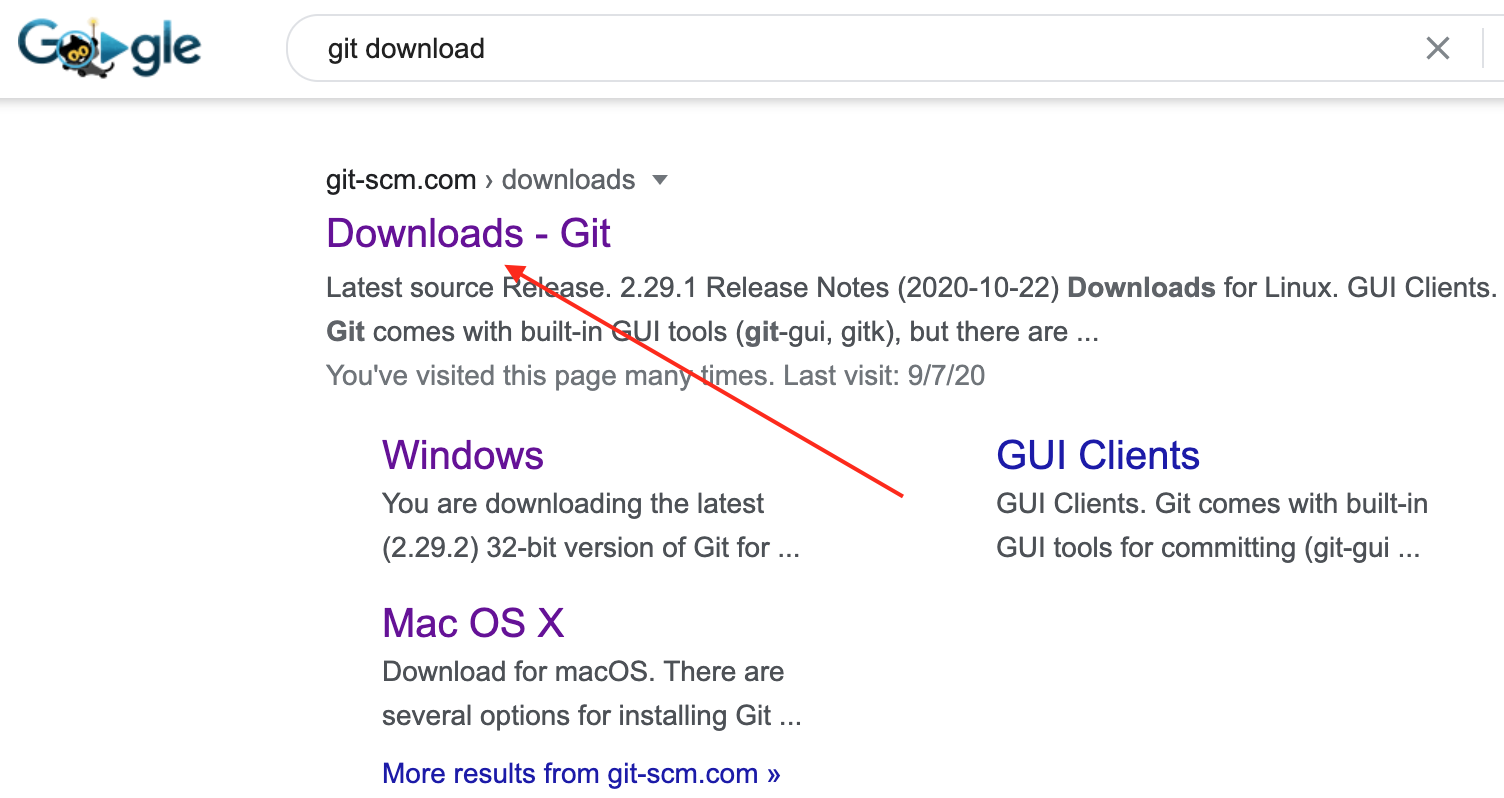 Google
git download
git-scm.com › downloads
Downloads - Git
Latest source Release. 2.29.1 Release Notes (2020-10-22) Downloads for Linux. GUI Clients.
Git comes with built-in GUI tools (git-gui, gitk), but there are ...
You've visited this page many times. Last visit: 9/7/20
Windows
You are downloading the latest
(2.29.2) 32-bit version of Git for ...
GUI Clients
GUI Clients. Git comes with built-in
GUI tools for committing (git-gui ...
Mac OS X
Download for macOS. There are
several options for installing Git ...
More results from git-scm.com »